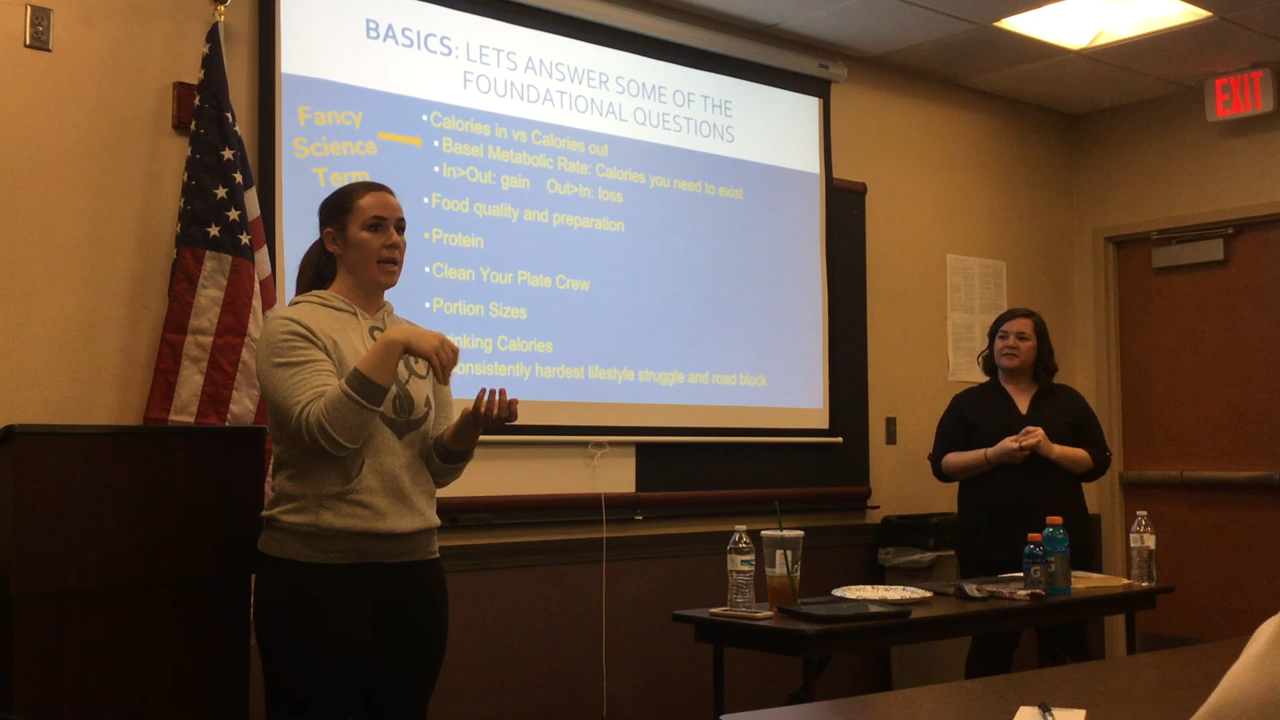 BASICS: LETS ANSWER SOME OF THE
FOUNDATIONAL QUESTIONS
Fancy
Science
Term
▪Calories in vs Calories out
▪Basel Metabolic Rate: Calories you need to exist
▪In>Out: gain Out>In: loss
▪Food quality and preparation
▪Protein
▪Clean Your Plate Crew
▪Portion Sizes
inking Calories
onsistently hardest lifestyle struggle and road block
EXIT
G